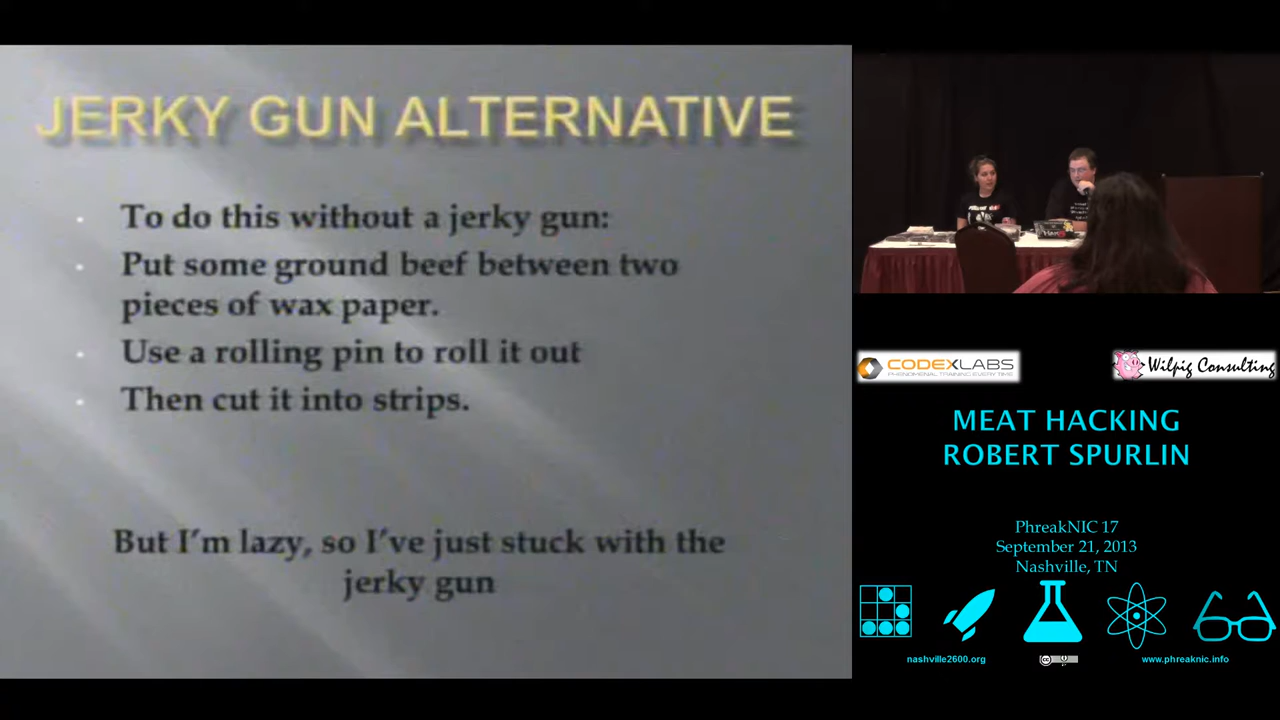 JERKY GUN ALTERNATIVE
To do this without a jerky gun:
Put some ground beef between two
pieces of wax paper.
Use a rolling pin to roll it out
Then cut it into strips.
But I'm lazy, so I've just stuck with the
jerky gun
CODEXLABS
PHENOMENAL TRAINING EVERY TIME
Wilpig Consulting
MEAT HACKING
ROBERT SPURLIN
PhreakNIC 17
September 21, 2013
Nashville, TN
nashville2600.org
cc
www.phreaknic.info